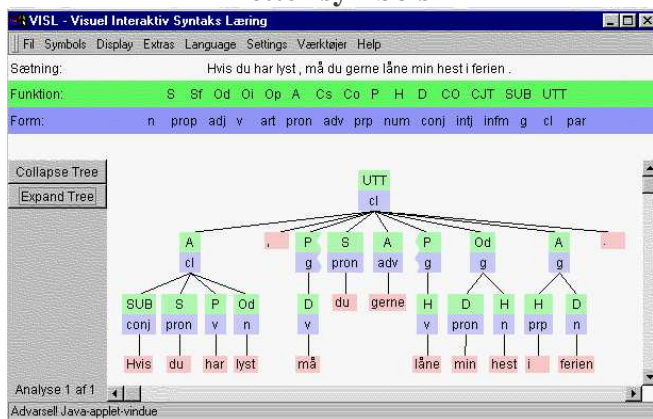 VISL - Visuel Interaktiv Syntaks Læring
Fil Symbols Display Extras Language Settings Værktøjer Help
Sætning: Hvis du har lyst , må du gerne låne min hest i ferien .
Funktion: S Sf Od Oi Op A Cs Co P H D CO CJT SUB UTT
Form: n prop adj v art pron adv prp num conj intj infm g cl par
Collapse Tree
Expand Tree
UTT
cl
A , P S A P Od A .
cl g pron adv g g g
du gerne
SUB S P Od D H D H H D
conj pron v n v v pron n prp n
Hvis du har lyst må låne min hest i ferien
Analyse 1 af 1
Advarsel! Java-applet-vindue